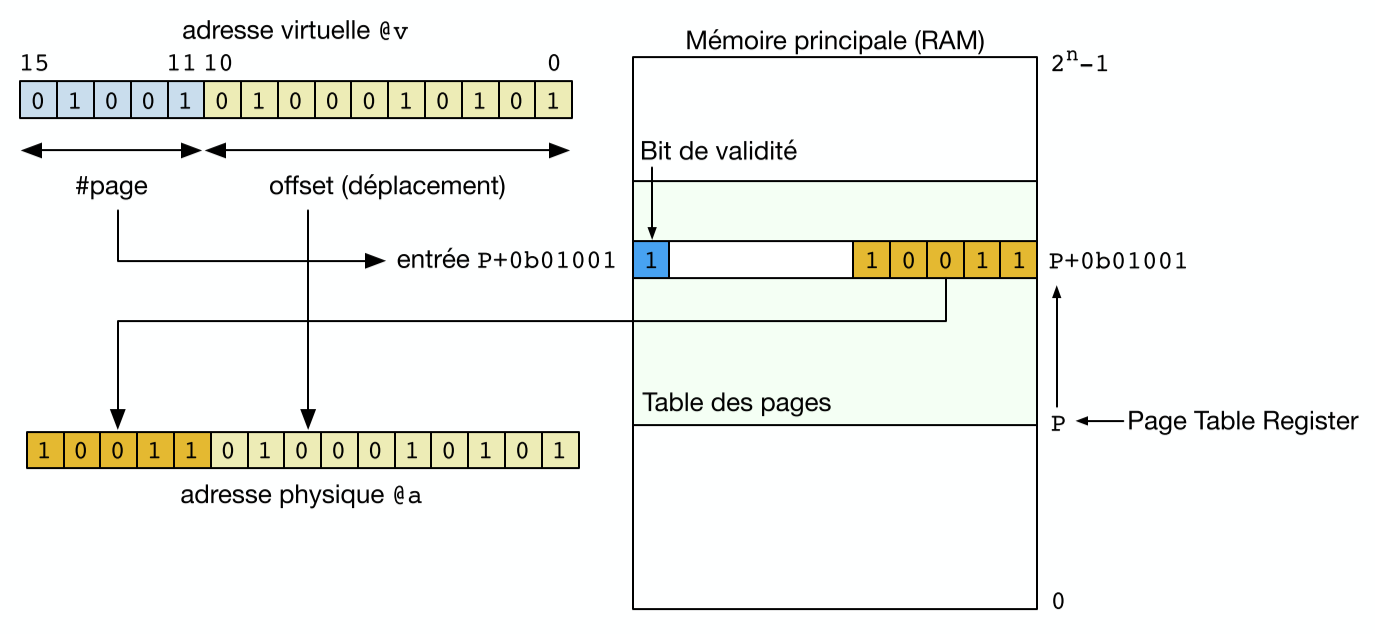 adresse virtuelle @v
15 11 10 0
0 1 0 0 1 0 1 0 0 0 1 0 1 0 1
#page
offset (déplacement)
Mémoire principale (RAM)
2ⁿ-1
Bit de validité
entrée P+0b01001
1
1 0 0 1 1
P+0b01001
Table des pages
P
Page Table Register
1 0 0 1 1 0 1 0 0 0 1 0 1 0 1
adresse physique @a
0